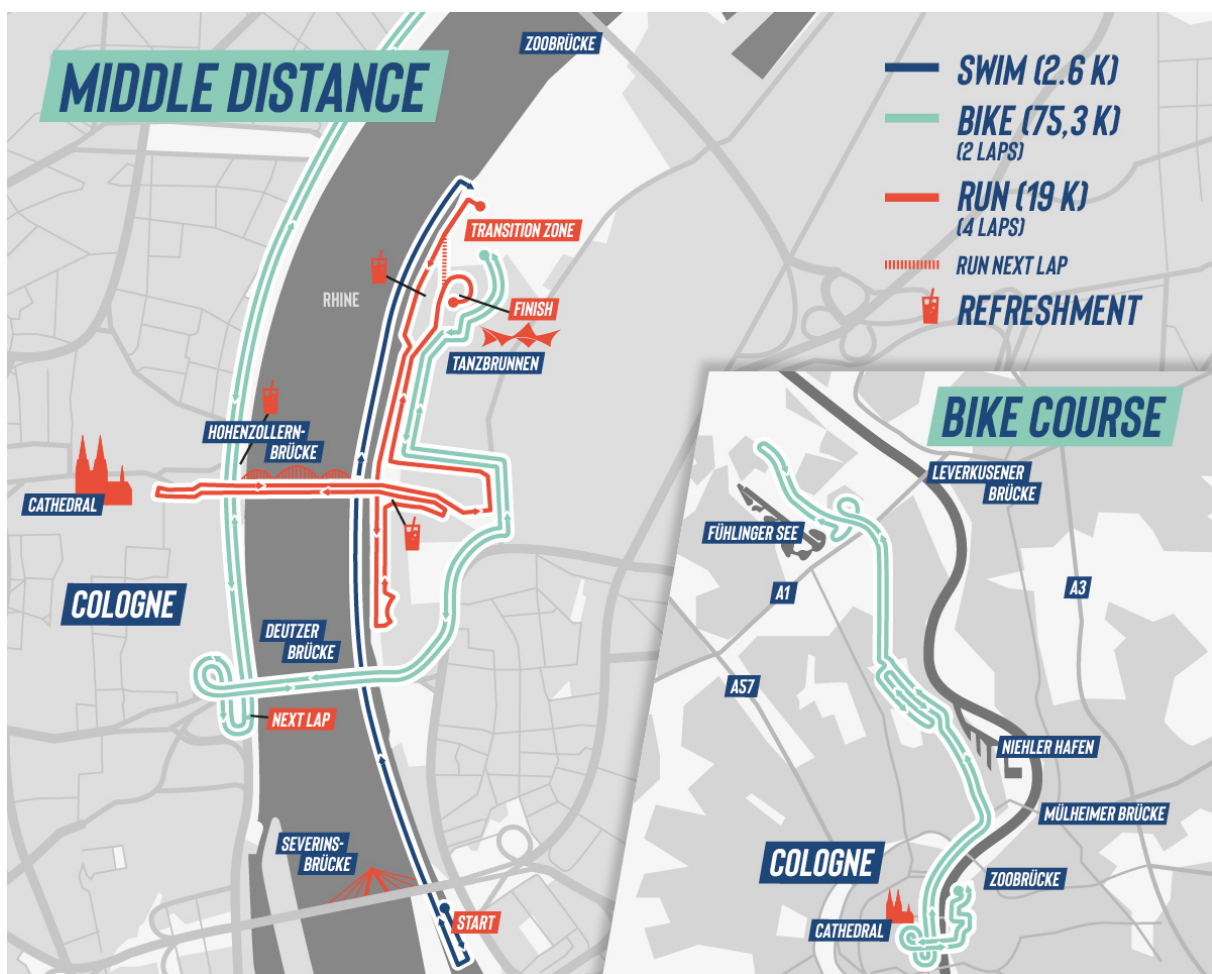 MIDDLE DISTANCE
ZOOBRÜCKE
SWIM (2.6 K)
BIKE (75,3 K)
(2 LAPS)
RUN (19 K)
(4 LAPS)
RUN NEXT LAP
REFRESHMENT
TRANSITION ZONE
RHINE
FINISH
TANZBRUNNEN
HOHENZOLLERN-
BRÜCKE
CATHEDRAL
COLOGNE
DEUTZER
BRÜCKE
NEXT LAP
SEVERINS-
BRÜCKE
START
BIKE COURSE
LEVERKUSENER
BRÜCKE
FÜHLINGER SEE
A1
A3
A57
NIEHLER HAFEN
MÜLHEIMER BRÜCKE
COLOGNE
ZOOBRÜCKE
CATHEDRAL